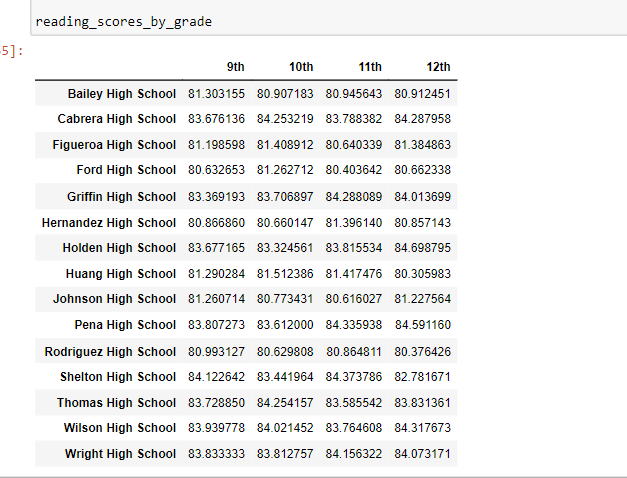 reading_scores_by_grade
5]:
9th 10th 11th 12th
Bailey High School 81.303155 80.907183 80.945643 80.912451
Cabrera High School 83.676136 84.253219 83.788382 84.287958
Figueroa High School 81.198598 81.408912 80.640339 81.384863
Ford High School 80.632653 81.262712 80.403642 80.662338
Griffin High School 83.369193 83.706897 84.288089 84.013699
Hernandez High School 80.866860 80.660147 81.396140 80.857143
Holden High School 83.677165 83.324561 83.815534 84.698795
Huang High School 81.290284 81.512386 81.417476 80.305983
Johnson High School 81.260714 80.773431 80.616027 81.227564
Pena High School 83.807273 83.612000 84.335938 84.591160
Rodriguez High School 80.993127 80.629808 80.864811 80.376426
Shelton High School 84.122642 83.441964 84.373786 82.781671
Thomas High School 83.728850 84.254157 83.585542 83.831361
Wilson High School 83.939778 84.021452 83.764608 84.317673
Wright High School 83.833333 83.812757 84.156322 84.073171